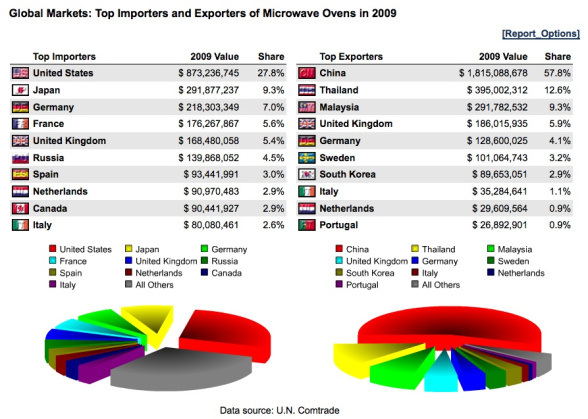 Global Markets: Top Importers and Exporters of Microwave Ovens in 2009
[Report_Options]
Top Importers 2009 Value Share
United States $ 873,236,745 27.8%
Japan $ 291,877,237 9.3%
Germany $ 218,303,349 7.0%
France $ 176,267,867 5.6%
United Kingdom $ 168,480,058 5.4%
Russia $ 139,868,052 4.5%
Spain $ 93,441,991 3.0%
Netherlands $ 90,970,483 2.9%
Canada $ 90,441,927 2.9%
Italy $ 80,080,461 2.6%
Top Exporters 2009 Value Share
China $ 1,815,088,678 57.8%
Thailand $ 395,002,312 12.6%
Malaysia $ 291,782,532 9.3%
United Kingdom $ 186,015,935 5.9%
Germany $ 128,600,025 4.1%
Sweden $ 101,064,743 3.2%
South Korea $ 89,653,051 2.9%
Italy $ 35,284,641 1.1%
Netherlands $ 29,609,564 0.9%
Portugal $ 26,892,901 0.9%
United States Japan Germany
France United Kingdom Russia
Spain Netherlands Canada
Italy All Others
China Thailand Malaysia
United Kingdom Germany Sweden
South Korea Italy Netherlands
Portugal All Others
Data source: U.N. Comtrade